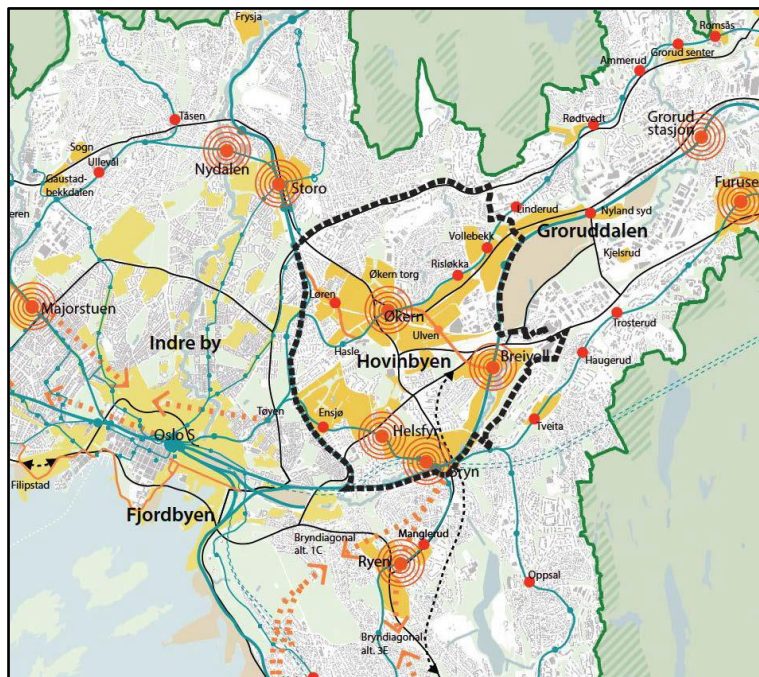 Frysja
Romsås
Grorud senter
Ammerud
Tåsen
Rødtvedt
Grorud
stasjon
Sogn
Ullevål
Nydalen
Gaustad-
bekkdalen
Storo
Furuse
eren
Linderud
Nyland syd
Groruddalen
Vollebekk
Kjelsrud
Økern torg
Risløkka
Løren
Majorstuen
Økern
Trosterud
Ulven
Indre by
Hasle
Hovinbyen
Breivoll
Haugerud
Tøyen
Ensjø
Tveita
Helsfyr
Oslo S
Bryn
Filipstad
Fjordbyen
Bryndiagonal
alt. 1C
Manglerud
Ryen
Oppsal
Bryndiagonal
alt. 3E